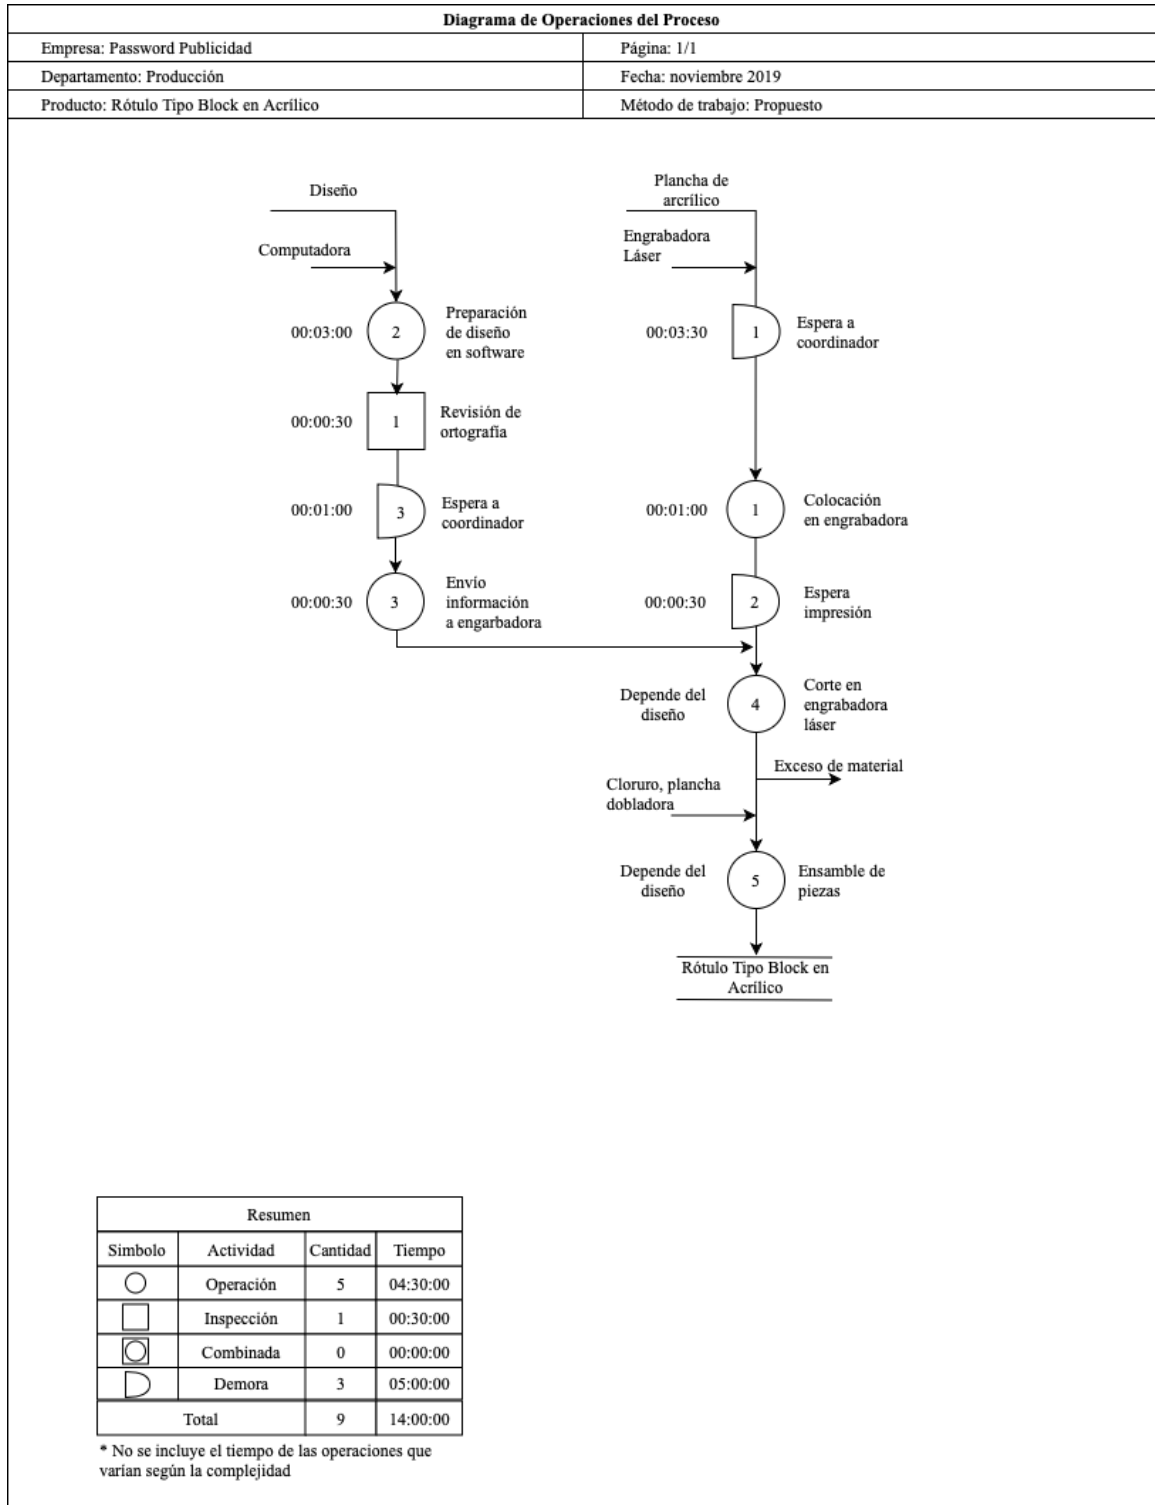 Diagrama de Operaciones del Proceso
Empresa: Password Publicidad
Página: 1/1
Departamento: Producción
Fecha: noviembre 2019
Producto: Rótulo Tipo Block en Acrílico
Método de trabajo: Propuesto
Diseño
Plancha de
arcrílico
Computadora
Engrabadora
Láser
00:03:00
2
Preparación
de diseño
en software
00:03:30
1
Espera a
coordinador
00:00:30
1
Revisión de
ortografía
00:01:00
3
Espera a
coordinador
00:01:00
1
Colocación
en engrabadora
00:00:30
3
Envío
información
a engarbadora
00:00:30
2
Espera
impresión
Depende del
diseño
4
Corte en
engrabadora
láser
Exceso de material
Cloruro, plancha
dobladora
Depende del
diseño
5
Ensamble de
piezas
Rótulo Tipo Block en
Acrílico
Resumen
Simbolo Actividad Cantidad Tiempo
Operación 5 04:30:00
Inspección 1 00:30:00
Combinada 0 00:00:00
Demora 3 05:00:00
Total 9 14:00:00
* No se incluye el tiempo de las operaciones que
varían según la complejidad